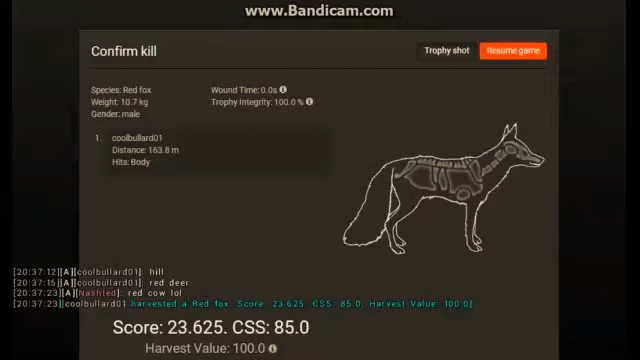 www.Bandicam.com
Confirm kill
Trophy shot
Resume game
Species: Red fox
Weight: 10.7 kg
Gender: male
Wound Time: 0.0s
Trophy Integrity: 100.0 %
1. coolbullard01
Distance: 163.8 m
Hits: Body
[20:37:12][A][coolbullard01]: hill
[20:37:15][A][coolbullard01]: red deer
[20:37:23][A][Nashted]: red cow lol
[20:37:23][coolbullard01 harvested a Red fox. Score: 23.625. CSS: 85.0, Harvest Value: 100.0]
Score: 23.625. CSS: 85.0
Harvest Value: 100.0